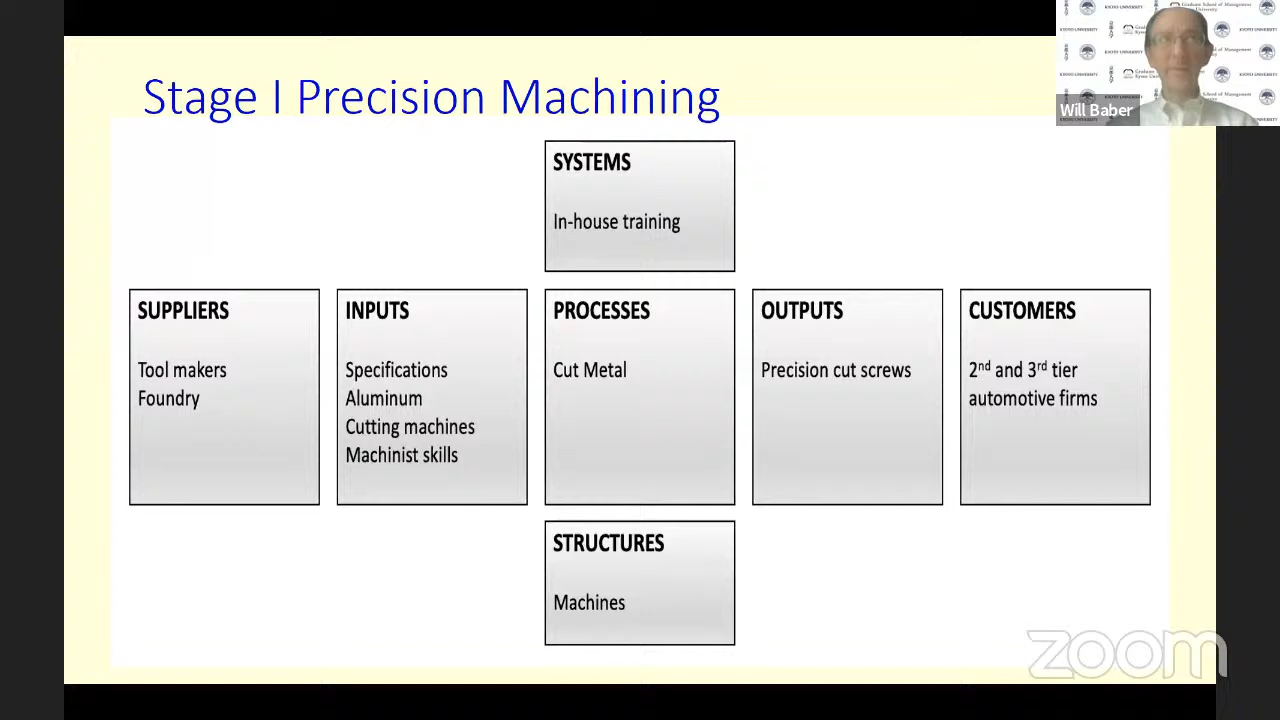 Stage I Precision Machining
SYSTEMS
In-house training
SUPPLIERS
Tool makers
Foundry
INPUTS
Specifications
Aluminum
Cutting machines
Machinist skills
PROCESSES
Cut Metal
OUTPUTS
Precision cut screws
CUSTOMERS
2nd and 3rd tier
automotive firms
STRUCTURES
Machines
Will Baber
zoom